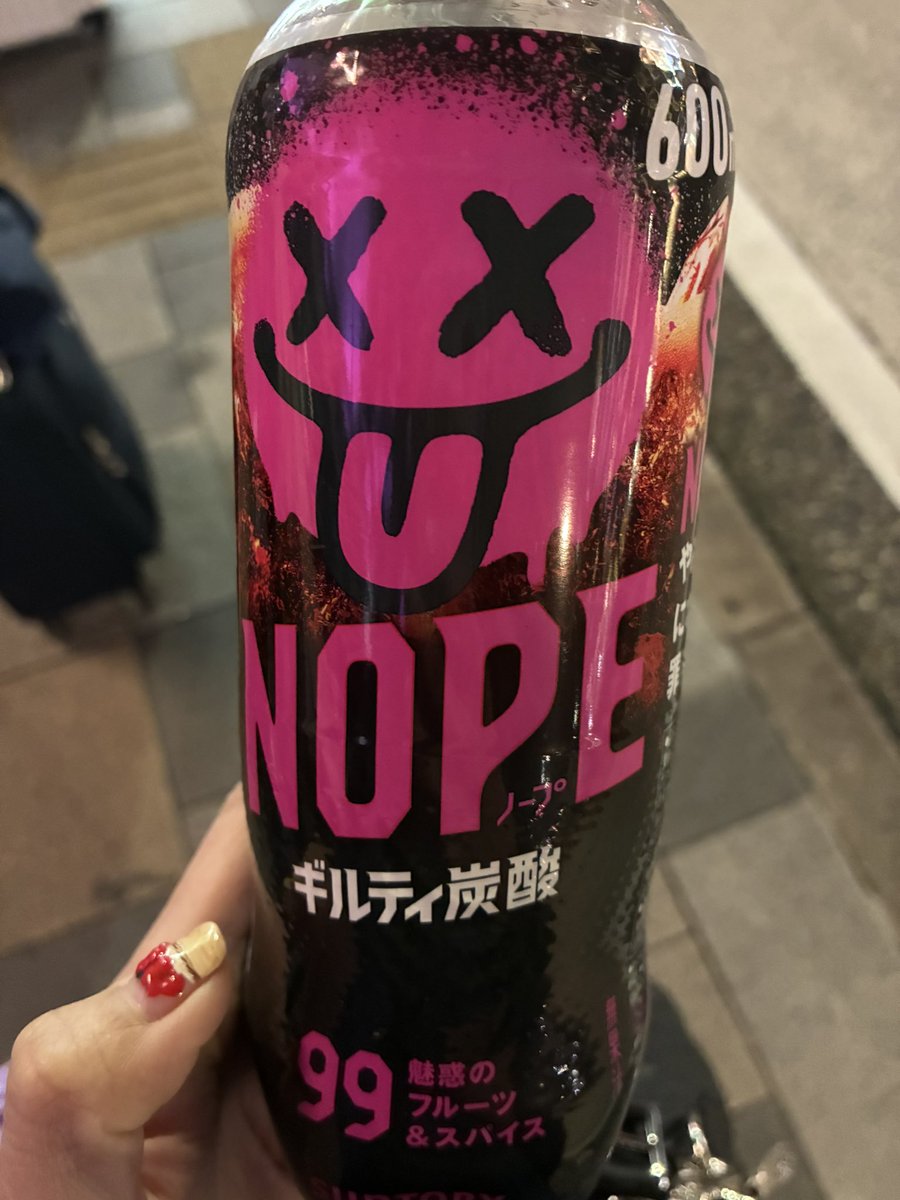 600
NOPE
ノープ
ギルティ炭酸
99
魅惑の
フルーツ
&スパイス
SUNTORY